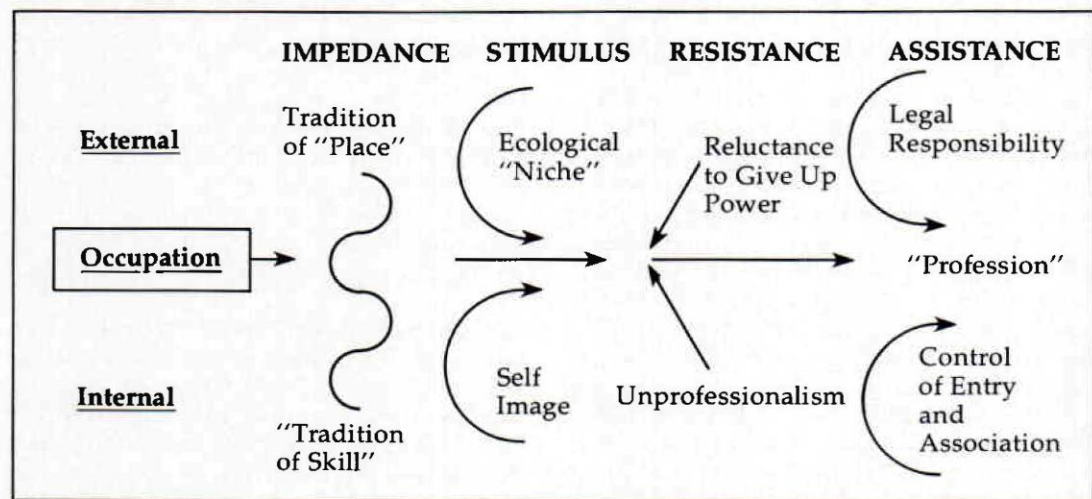 IMPEDANCE STIMULUS RESISTANCE ASSISTANCE
External
Tradition
of "Place"
Ecological
"Niche"
Reluctance
to Give Up
Power
Legal
Responsibility
Occupation
"Profession"
Internal
"Tradition
of Skill"
Self
Image
Unprofessionalism
Control
of Entry
and
Association